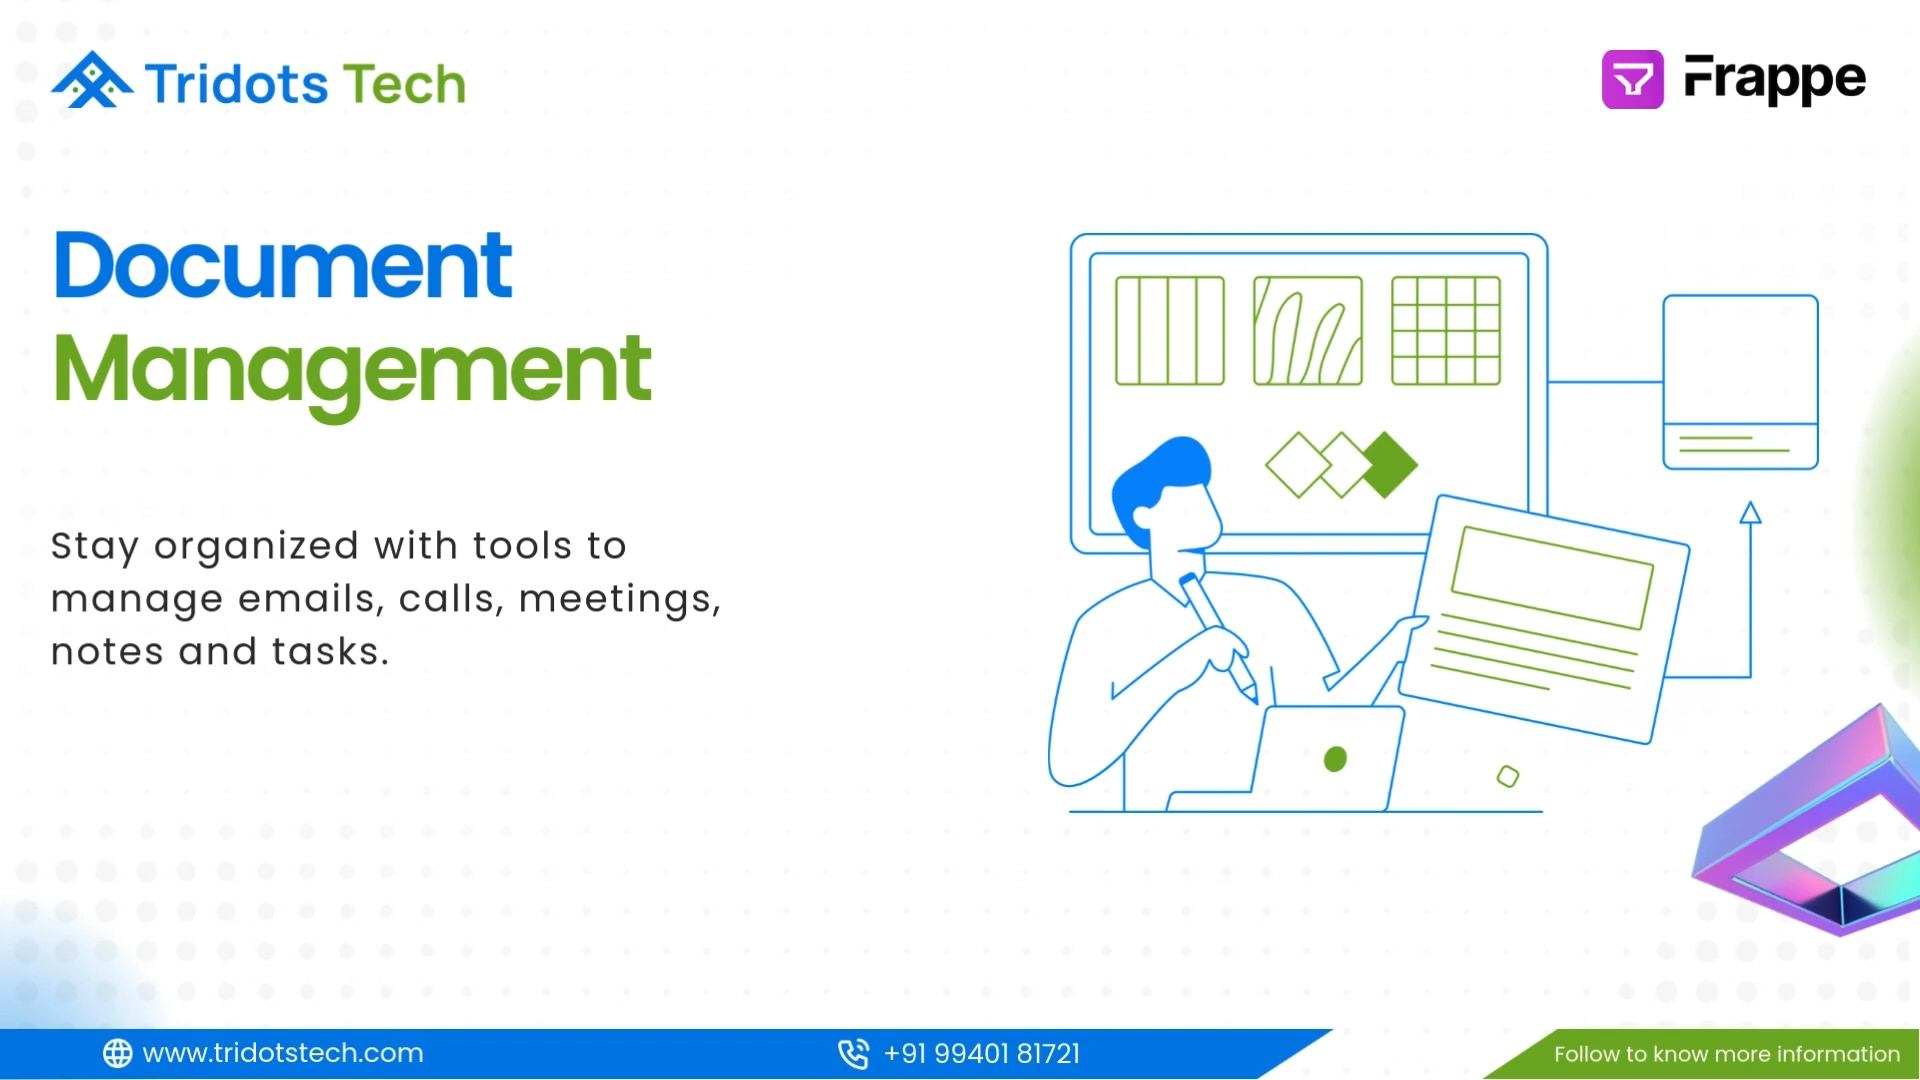 Tridots Tech
Frappe
Document
Management
Stay organized with tools to
manage emails, calls, meetings,
notes and tasks.
www.tridotstech.com
+91 99401 81721
Follow to know more information